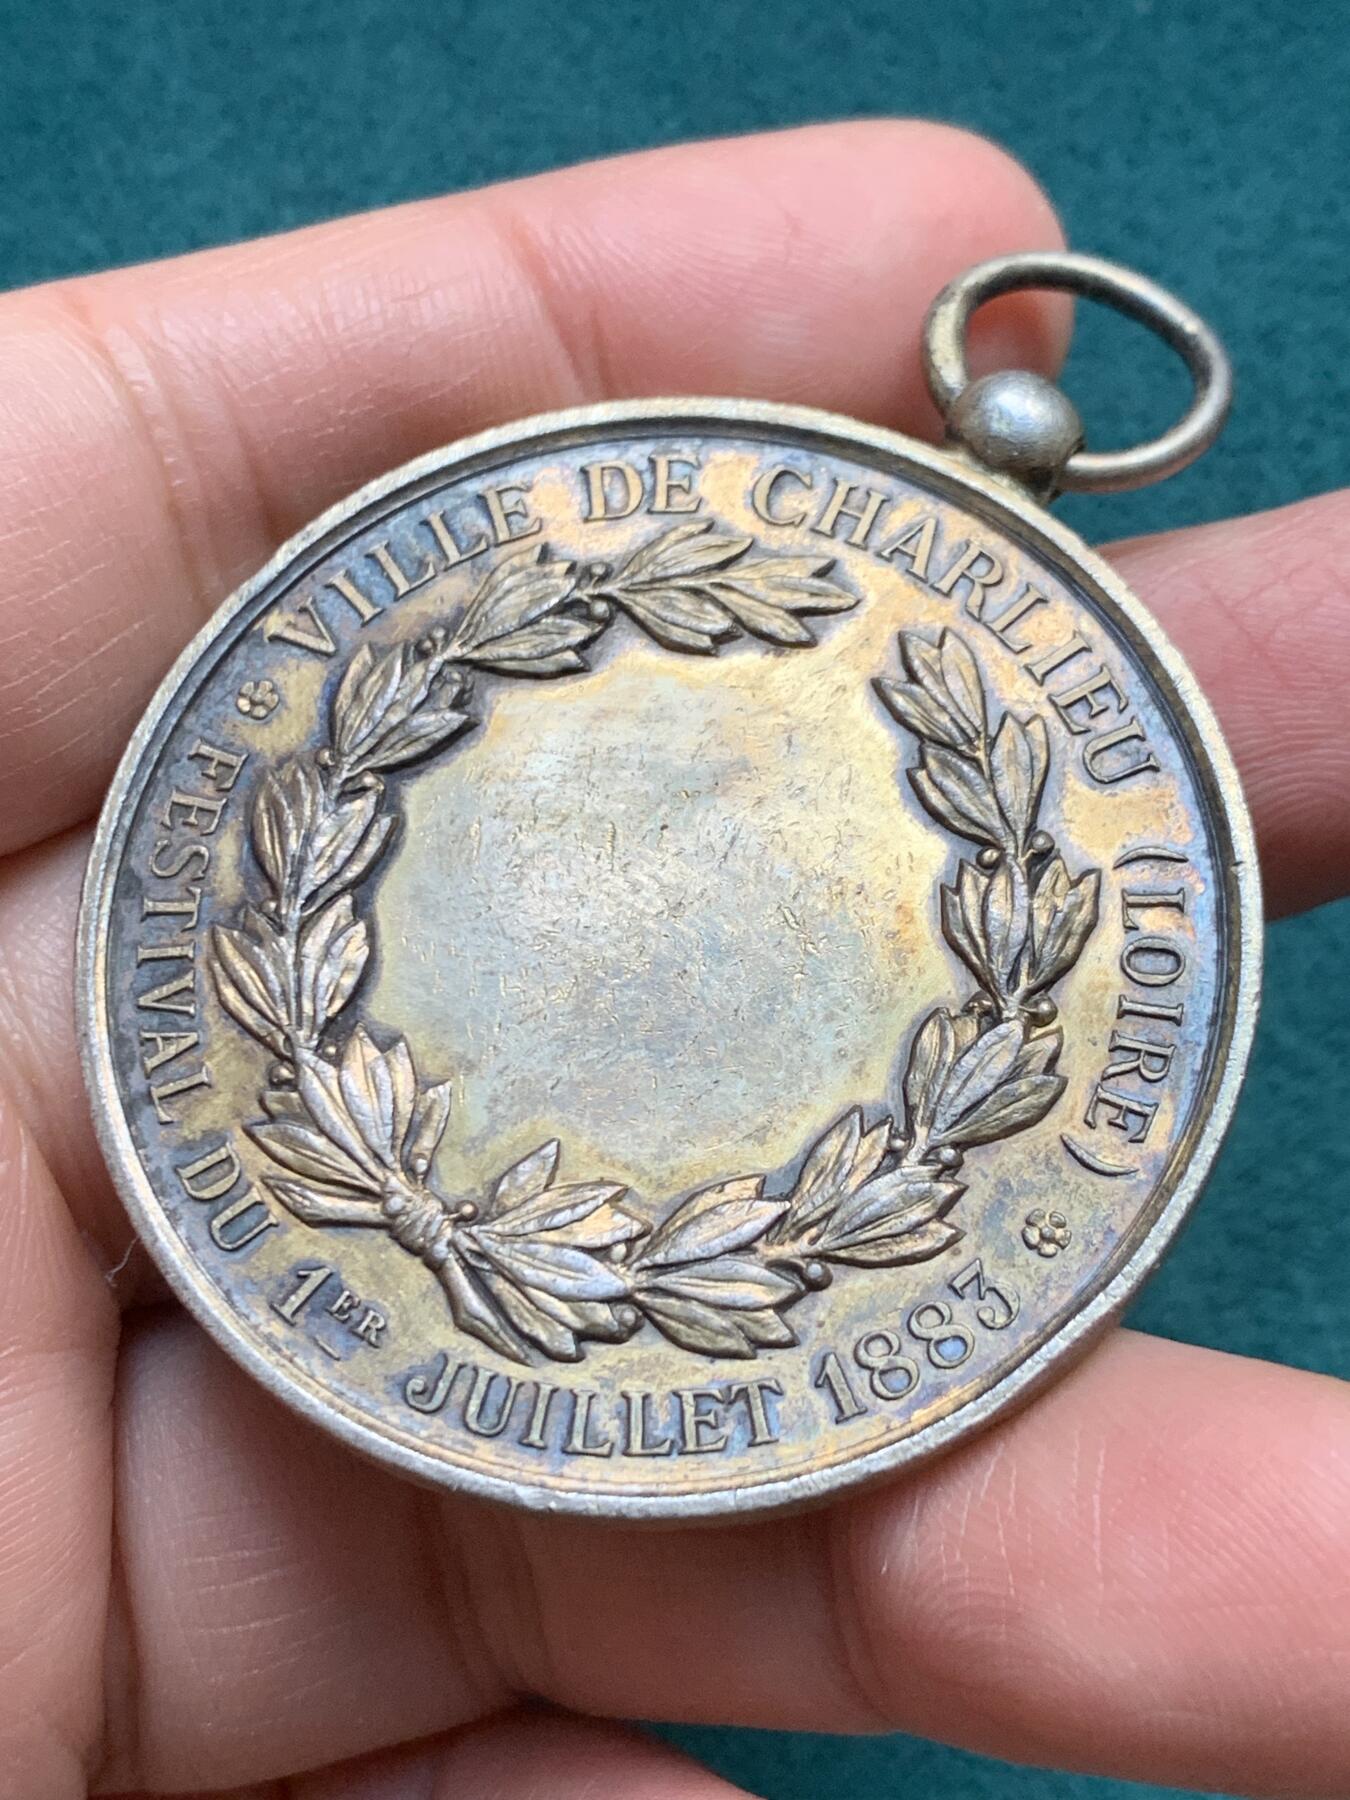 VILLE DE CHARLIEU (LOIRE)
FESTIVAL DU 1ER JUILLET 1883